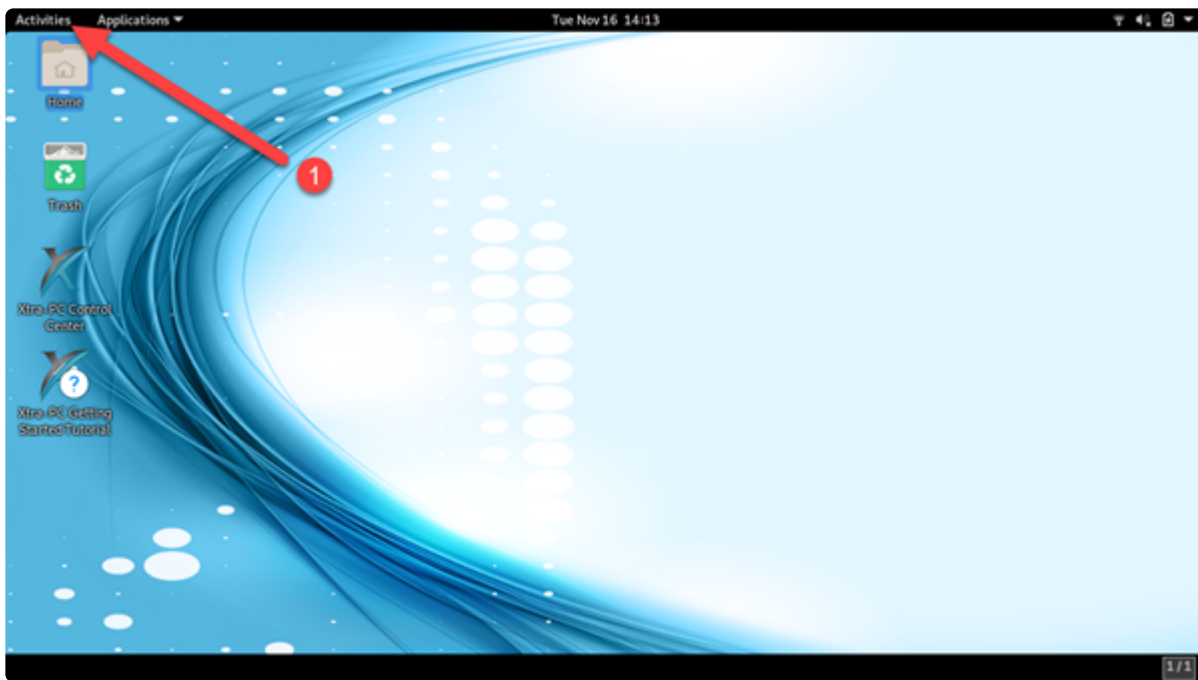 Activities Applications Tue Nov 16 14:13
1
Home
Trash
Xtra-PC Control
Center
?
Xtra-PC Getting
Started Tutorial
1/1